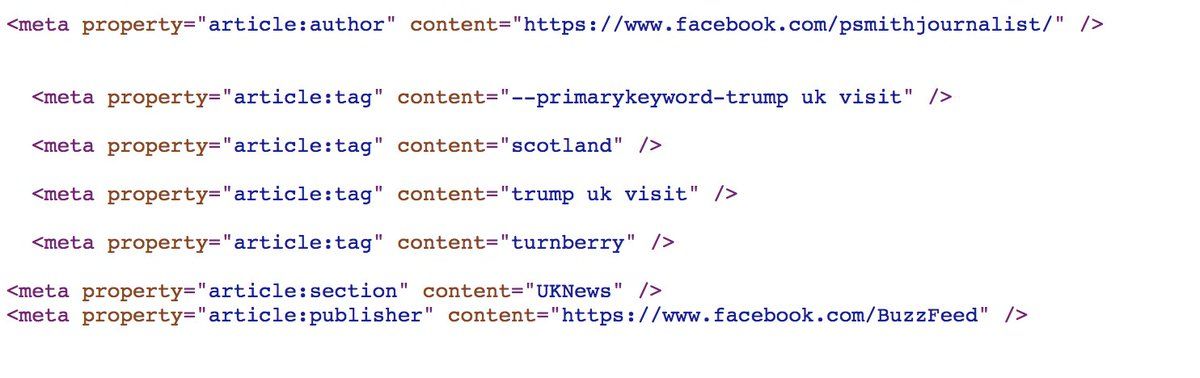 <meta property="article:author" content="https://www.facebook.com/psmithjournalist/" />
<meta property="article:tag" content="--primarykeyword-trump uk visit" />
<meta property="article:tag" content="scotland" />
<meta property="article:tag" content="trump uk visit" />
<meta property="article:tag" content="turnberry" />
<meta property="article:section" content="UKNews" />
<meta property="article:publisher" content="https://www.facebook.com/BuzzFeed" />